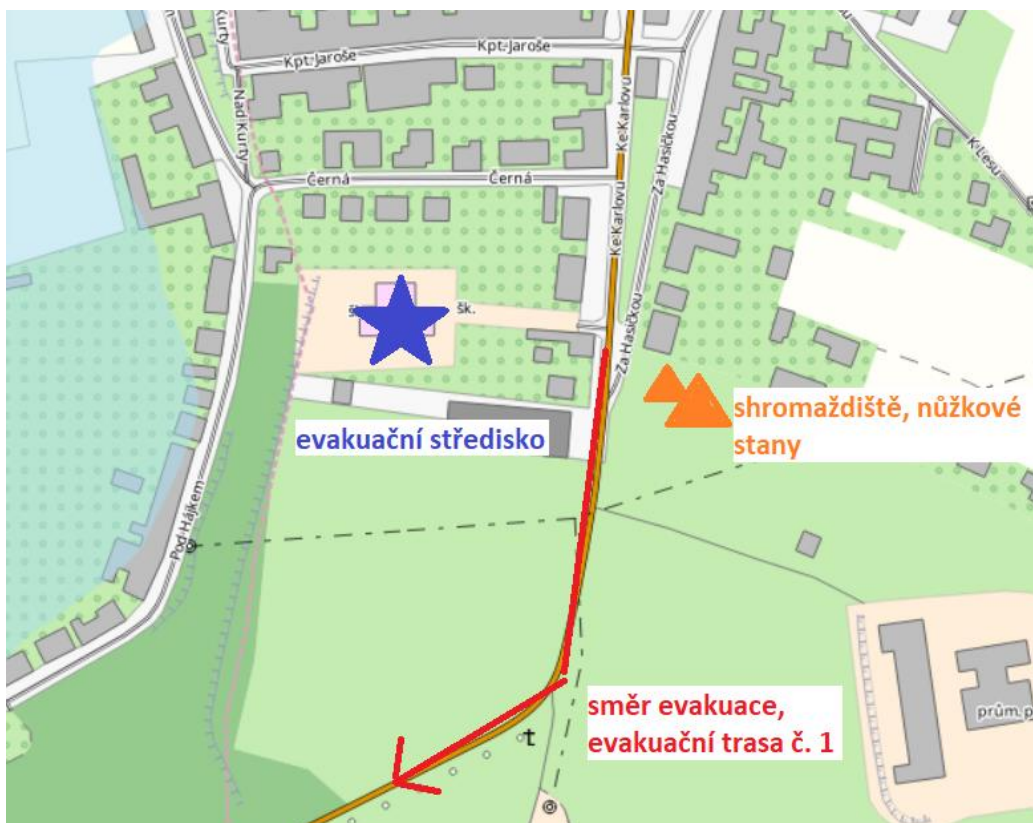 Kpt. Jaroše
Kpt. Jaroše
Nad Kurty
Ke Karlovu
Za Hasičkou
K Lesu
Černá
Černá
Ke Karlovu
šk.
Za Hasičkou
shromaždiště, nůžkové
stany
evakuační středisko
Pod Hájkem
směr evakuace,
evakuační trasa č. 1
prům. p
t